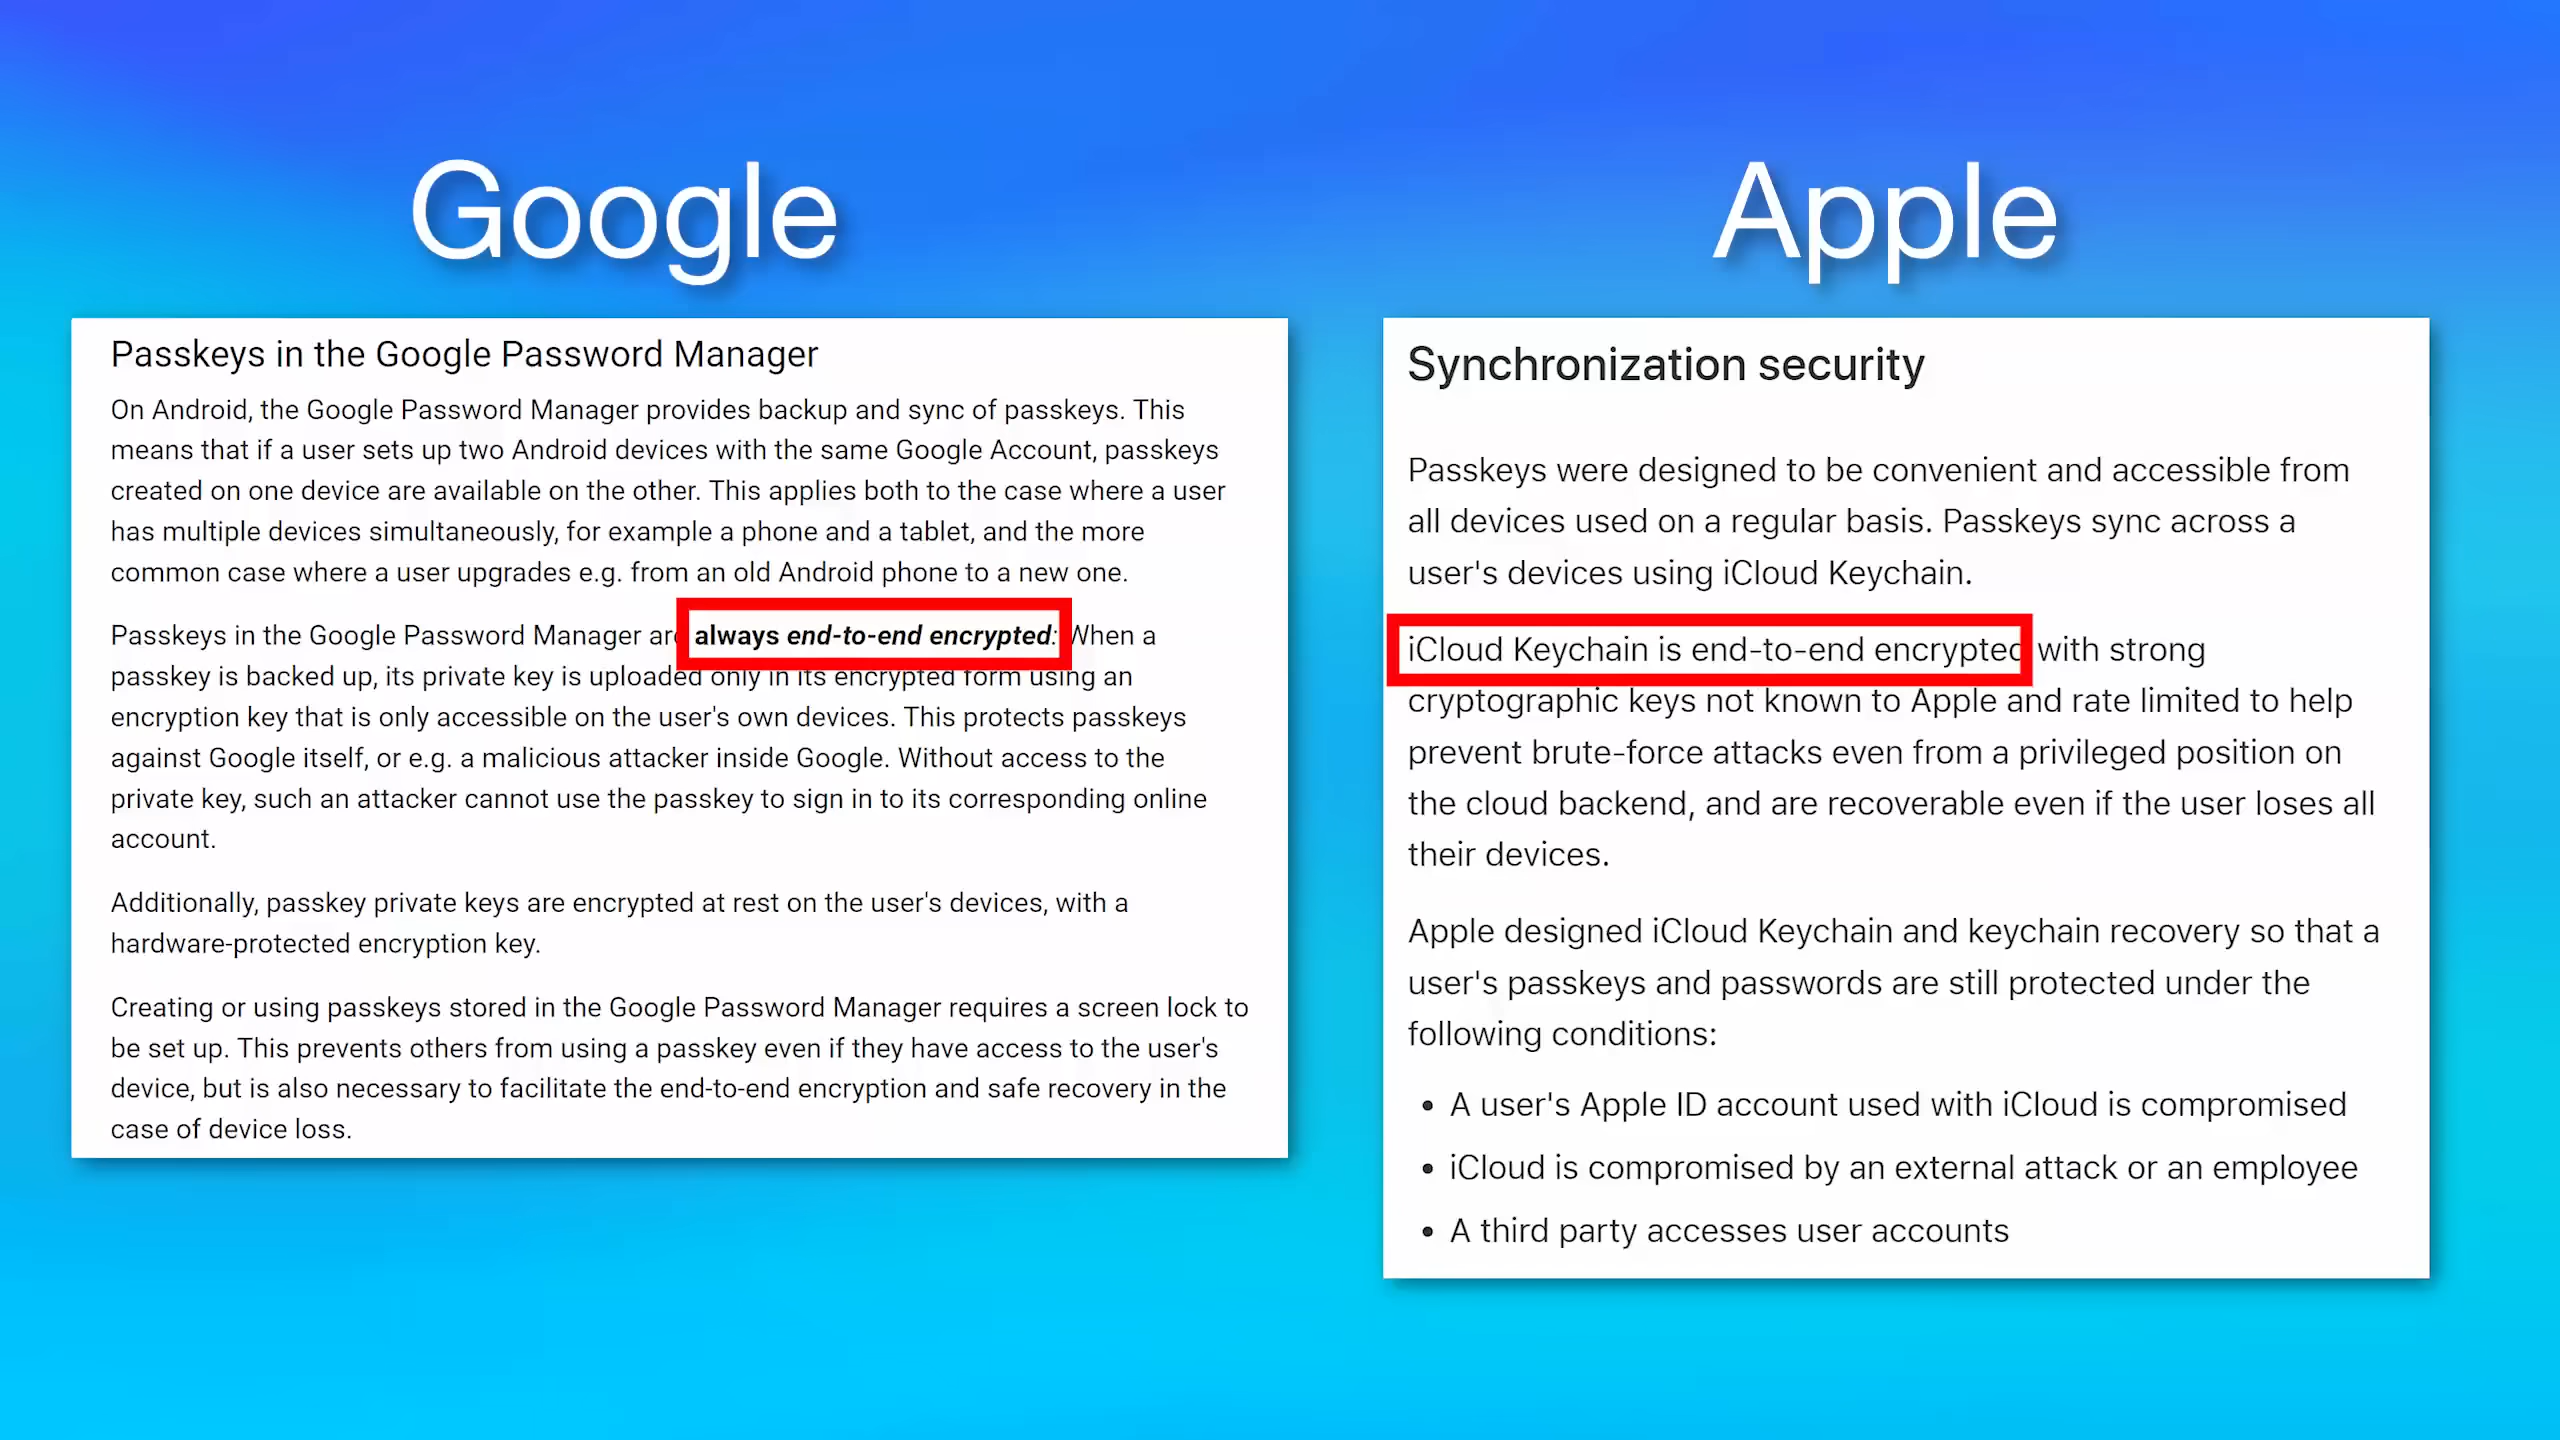 Google
Passkeys in the Google Password Manager
On Android, the Google Password Manager provides backup and sync of passkeys. This
means that if a user sets up two Android devices with the same Google Account, passkeys
created on one device are available on the other. This applies both to the case where a user
has multiple devices simultaneously, for example a phone and a tablet, and the more
common case where a user upgrades e.g. from an old Android phone to a new one.
Passkeys in the Google Password Manager are always end-to-end encrypted: When a
passkey is backed up, its private key is uploaded only in its encrypted form using an
encryption key that is only accessible on the user's own devices. This protects passkeys
against Google itself, or e.g. a malicious attacker inside Google. Without access to the
private key, such an attacker cannot use the passkey to sign in to its corresponding online
account.
Additionally, passkey private keys are encrypted at rest on the user's devices, with a
hardware-protected encryption key.
Creating or using passkeys stored in the Google Password Manager requires a screen lock to
be set up. This prevents others from using a passkey even if they have access to the user's
device, but is also necessary to facilitate the end-to-end encryption and safe recovery in the
case of device loss.
Apple
Synchronization security
Passkeys were designed to be convenient and accessible from
all devices used on a regular basis. Passkeys sync across a
user's devices using iCloud Keychain.
iCloud Keychain is end-to-end encrypted with strong
cryptographic keys not known to Apple and rate limited to help
prevent brute-force attacks even from a privileged position on
the cloud backend, and are recoverable even if the user loses all
their devices.
Apple designed iCloud Keychain and keychain recovery so that a
user's passkeys and passwords are still protected under the
following conditions:
• A user's Apple ID account used with iCloud is compromised
• iCloud is compromised by an external attack or an employee
• A third party accesses user accounts